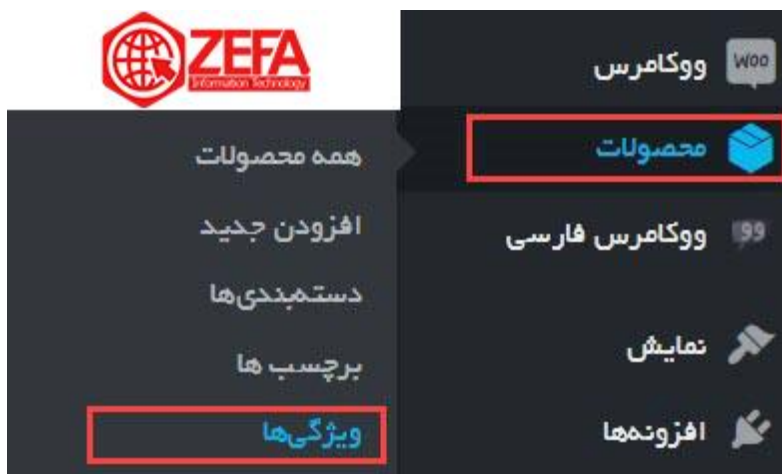 ZEFA
Information Technology
Woo
ووکامرس
محصولات
ووکامرس فارسی
نمایش
افزونه‌ها
همه محصولات
افزودن جدید
دسته‌بندی‌ها
برچسب ها
ویژگی‌ها